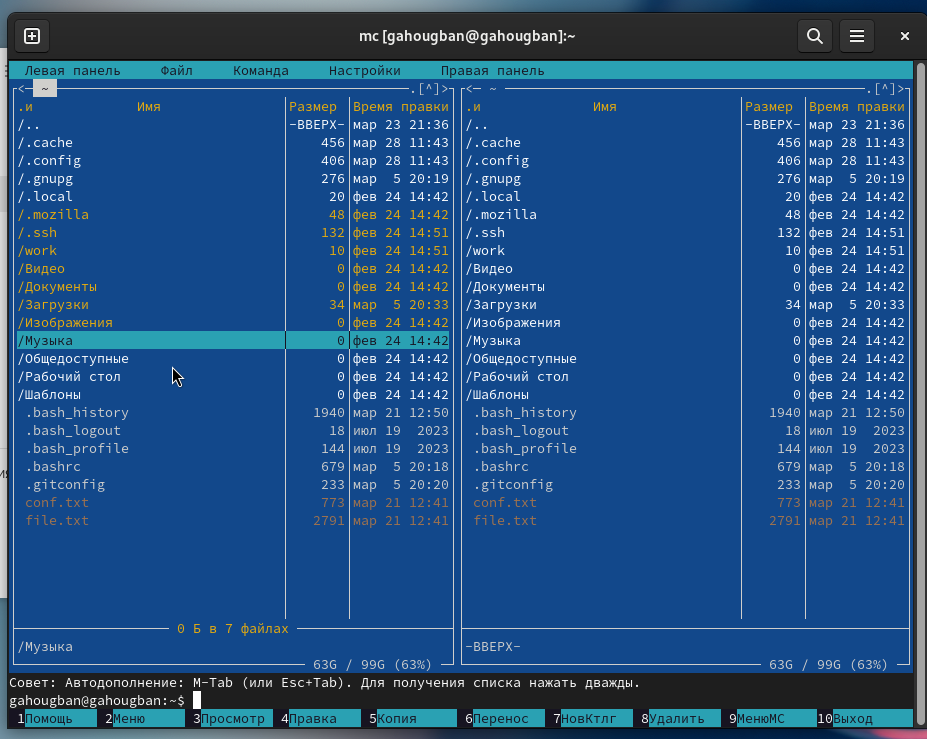 mc [gahougban@gahougban]:~
Левая панель Файл Команда Настройки Правая панель
<— ~ .[^]> <— ~ .[^]>
.и Имя Размер Время правки .и Имя Размер Время правки
/.. -ВВЕРХ- мар 23 21:36 /.. -ВВЕРХ- мар 23 21:36
/.cache 456 мар 28 11:43 /.cache 456 мар 28 11:43
/.config 406 мар 28 11:43 /.config 406 мар 28 11:43
/.gnupg 276 мар 5 20:19 /.gnupg 276 мар 5 20:19
/.local 20 фев 24 14:42 /.local 20 фев 24 14:42
/.mozilla 48 фев 24 14:42 /.mozilla 48 фев 24 14:42
/.ssh 132 фев 24 14:51 /.ssh 132 фев 24 14:51
/work 10 фев 24 14:51 /work 10 фев 24 14:51
/Видео 0 фев 24 14:42 /Видео 0 фев 24 14:42
/Документы 0 фев 24 14:42 /Документы 0 фев 24 14:42
/Загрузки 34 мар 5 20:33 /Загрузки 34 мар 5 20:33
/Изображения 0 фев 24 14:42 /Изображения 0 фев 24 14:42
/Музыка 0 фев 24 14:42 /Музыка 0 фев 24 14:42
/Общедоступные 0 фев 24 14:42 /Общедоступные 0 фев 24 14:42
/Рабочий стол 0 фев 24 14:42 /Рабочий стол 0 фев 24 14:42
/Шаблоны 0 фев 24 14:42 /Шаблоны 0 фев 24 14:42
.bash_history 1940 мар 21 12:50 .bash_history 1940 мар 21 12:50
.bash_logout 18 июл 19 2023 .bash_logout 18 июл 19 2023
.bash_profile 144 июл 19 2023 .bash_profile 144 июл 19 2023
.bashrc 679 мар 5 20:18 .bashrc 679 мар 5 20:18
.gitconfig 233 мар 5 20:20 .gitconfig 233 мар 5 20:20
conf.txt 773 мар 21 12:41 conf.txt 773 мар 21 12:41
file.txt 2791 мар 21 12:41 file.txt 2791 мар 21 12:41
0 Б в 7 файлах
/Музыка -ВВЕРХ-
63G / 99G (63%) 63G / 99G (63%)
Совет: Автодополнение: M-Tab (или Esc+Tab). Для получения списка нажать дважды.
gahougban@gahougban:~$
1Помощь 2Меню 3Просмотр 4Правка 5Копия 6Перенос 7НовКтлг 8Удалить 9МенюMC 10Выход